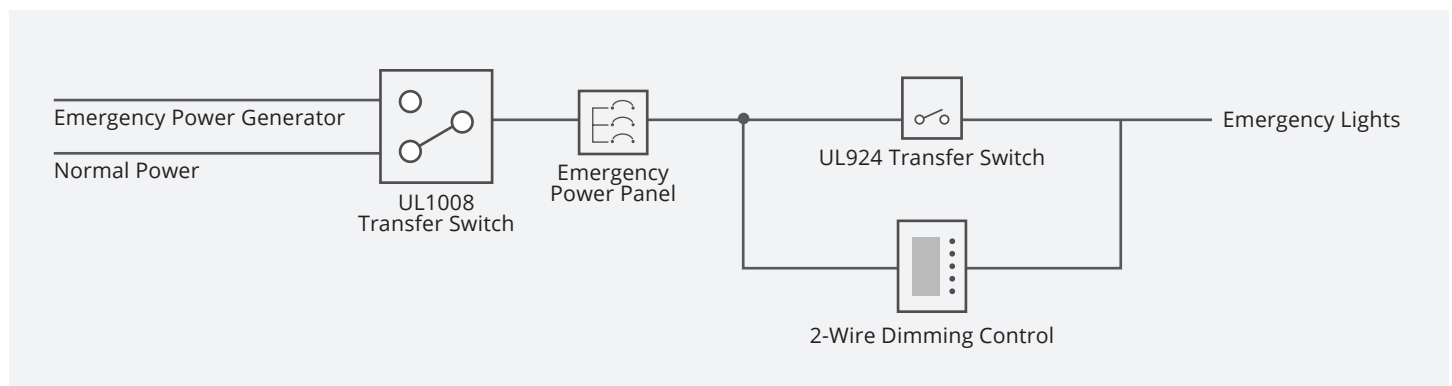 Emergency Power Generator
Normal Power
UL1008
Transfer Switch
Emergency
Power Panel
UL924 Transfer Switch
Emergency Lights
2-Wire Dimming Control